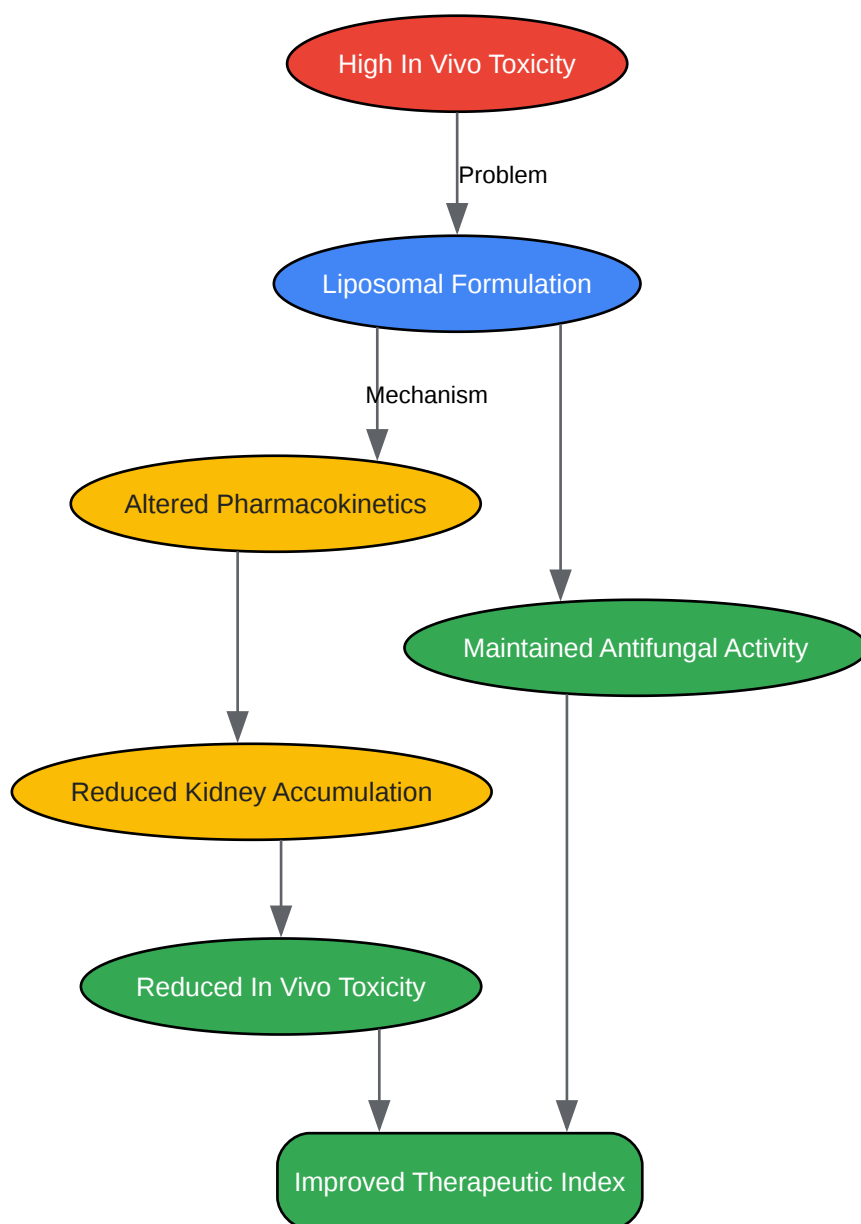 High In Vivo Toxicity
Problem
Liposomal Formulation
Mechanism
Altered Pharmacokinetics
Maintained Antifungal Activity
Reduced Kidney Accumulation
Reduced In Vivo Toxicity
Improved Therapeutic Index